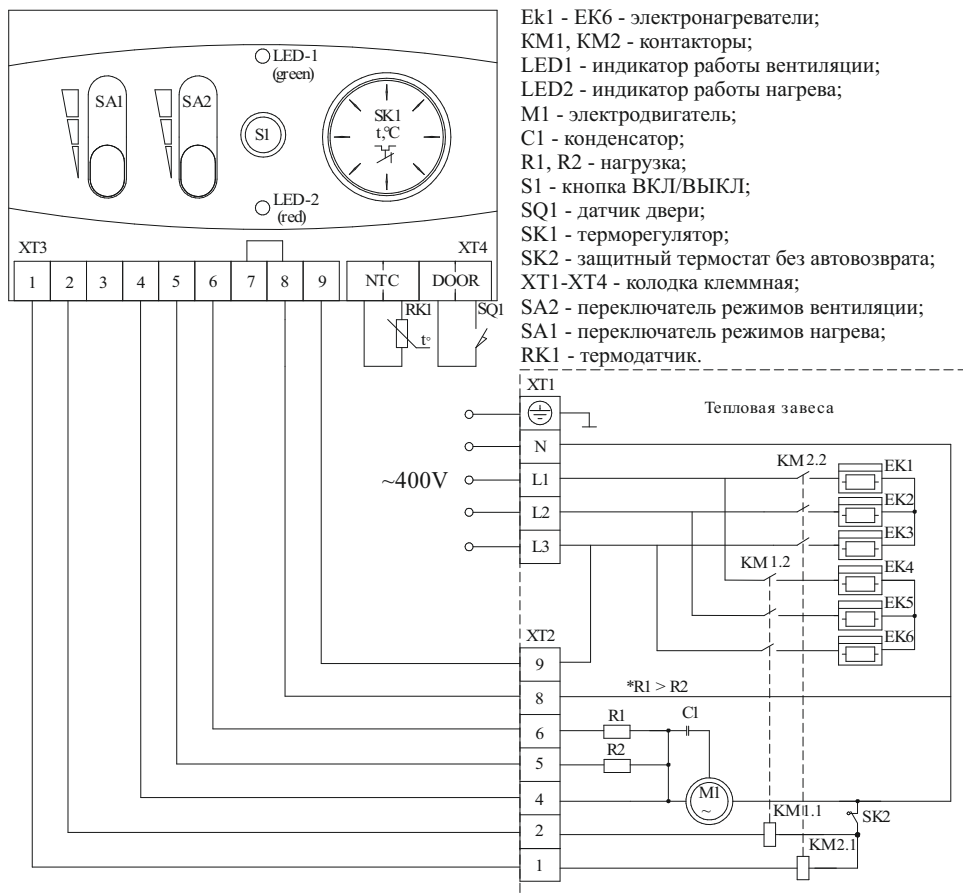 LED-1
(green)
SA1
SA2
S1
SK1
t,°C
LED-2
(red)
XT3
XT4
1
2
3
4
5
6
7
8
9
NTC
DOOR
RK1
t°
SQ1
Ek1 - ЕК6 - электронагреватели;
КМ1, КМ2 - контакторы;
LED1 - индикатор работы вентиляции;
LED2 - индикатор работы нагрева;
М1 - электродвигатель;
С1 - конденсатор;
R1, R2 - нагрузка;
S1 - кнопка ВКЛ/ВЫКЛ;
SQ1 - датчик двери;
SK1 - терморегулятор;
SK2 - защитный термостат без автовозврата;
XT1-XT4 - колодка клеммная;
SA2 - переключатель режимов вентиляции;
SA1 - переключатель режимов нагрева;
RK1 - термодатчик.
XT1
Тепловая завеса
N
~400V
L1
L2
L3
KM2.2
EK1
EK2
EK3
KM1.2
EK4
EK5
EK6
XT2
9
8
*R1 > R2
6
R1
C1
5
R2
4
M1
~
2
KM1.1
SK2
1
KM2.1